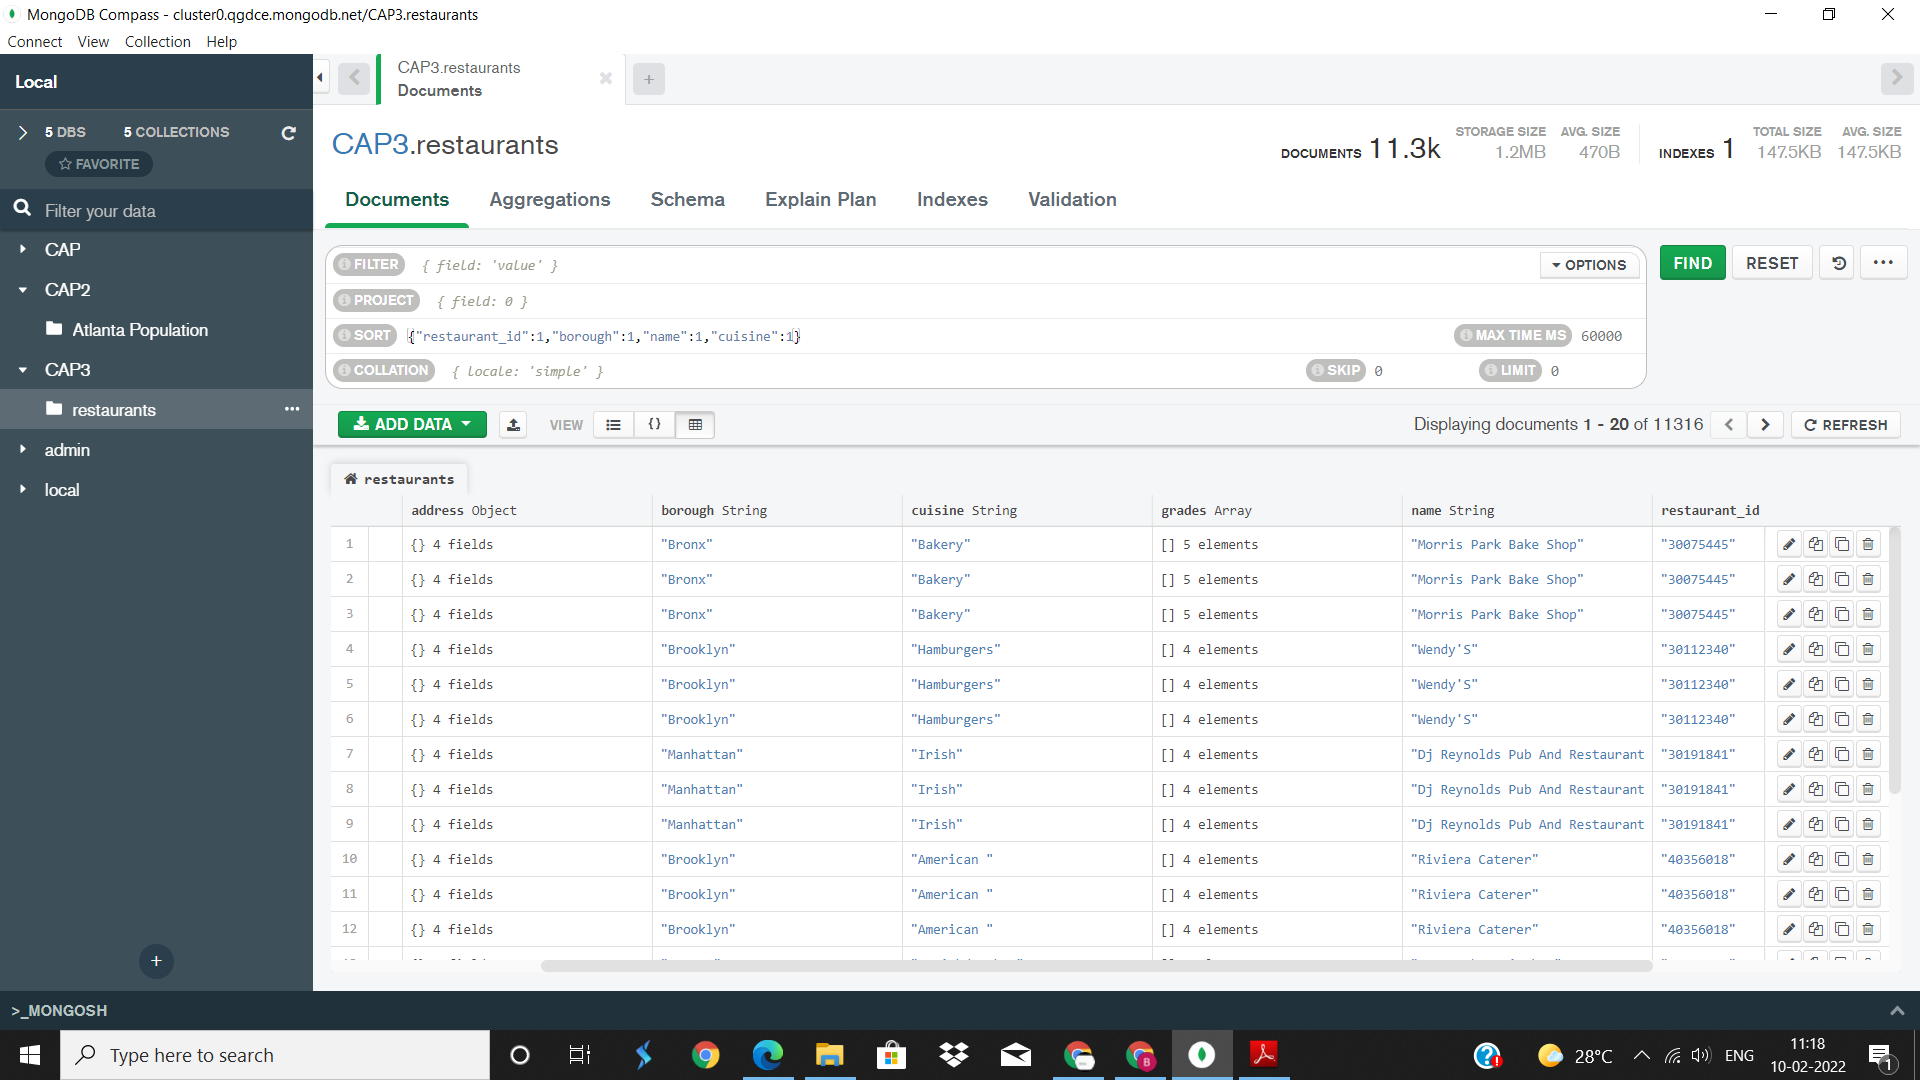 MongoDB Compass - cluster0.qgdce.mongodb.net/CAP3.restaurants
Connect View Collection Help
Local
5 DBS 5 COLLECTIONS
FAVORITE
Filter your data
CAP
CAP2
Atlanta Population
CAP3
restaurants
admin
local
CAP3.restaurants
Documents
CAP3.restaurants
DOCUMENTS 11.3k STORAGE SIZE 1.2MB AVG. SIZE 470B INDEXES 1 TOTAL SIZE 147.5KB AVG. SIZE 147.5KB
Documents Aggregations Schema Explain Plan Indexes Validation
FILTER { field: 'value' } OPTIONS FIND RESET
PROJECT { field: 0 }
SORT {"restaurant_id":1,"borough":1,"name":1,"cuisine":1} MAX TIME MS 60000
COLLATION { locale: 'simple' } SKIP 0 LIMIT 0
ADD DATA VIEW Displaying documents 1 - 20 of 11316 REFRESH
restaurants
address Object borough String cuisine String grades Array name String restaurant_id
1 {} 4 fields "Bronx" "Bakery" [] 5 elements "Morris Park Bake Shop" "30075445"
2 {} 4 fields "Bronx" "Bakery" [] 5 elements "Morris Park Bake Shop" "30075445"
3 {} 4 fields "Bronx" "Bakery" [] 5 elements "Morris Park Bake Shop" "30075445"
4 {} 4 fields "Brooklyn" "Hamburgers" [] 4 elements "Wendy'S" "30112340"
5 {} 4 fields "Brooklyn" "Hamburgers" [] 4 elements "Wendy'S" "30112340"
6 {} 4 fields "Brooklyn" "Hamburgers" [] 4 elements "Wendy'S" "30112340"
7 {} 4 fields "Manhattan" "Irish" [] 4 elements "Dj Reynolds Pub And Restaurant "30191841"
8 {} 4 fields "Manhattan" "Irish" [] 4 elements "Dj Reynolds Pub And Restaurant "30191841"
9 {} 4 fields "Manhattan" "Irish" [] 4 elements "Dj Reynolds Pub And Restaurant "30191841"
10 {} 4 fields "Brooklyn" "American " [] 4 elements "Riviera Caterer" "40356018"
11 {} 4 fields "Brooklyn" "American " [] 4 elements "Riviera Caterer" "40356018"
12 {} 4 fields "Brooklyn" "American " [] 4 elements "Riviera Caterer" "40356018"
>_MONGOSH
Type here to search
28°C ENG 11:18
10-02-2022
1